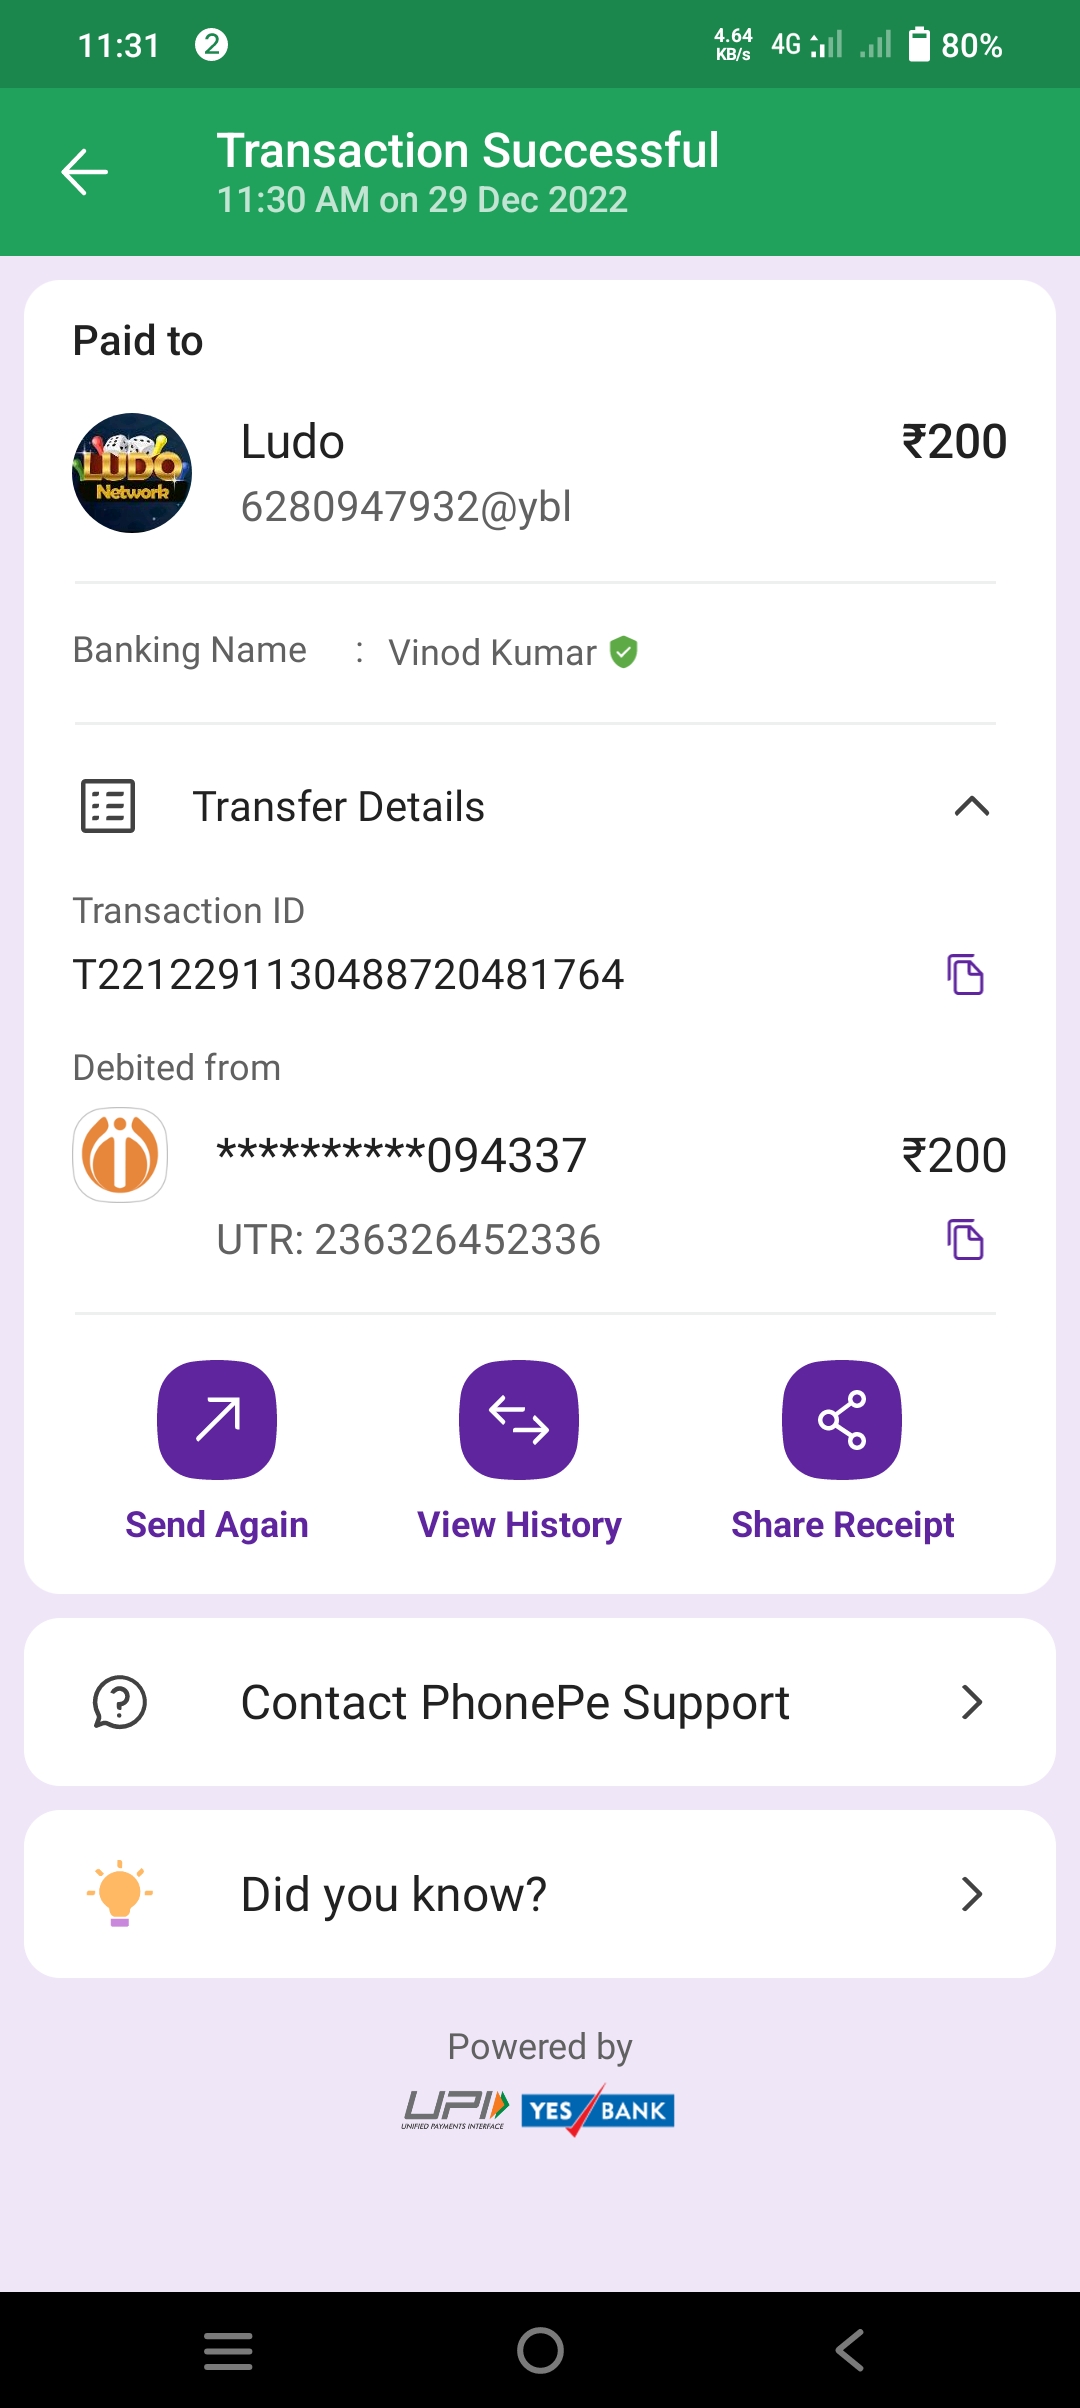 11:31 2 4.64 KB/s 4G 80%
Transaction Successful
11:30 AM on 29 Dec 2022
Paid to
LUDO Network
Ludo ₹200
6280947932@ybl
Banking Name : Vinod Kumar
Transfer Details
Transaction ID
T2212291130488720481764
Debited from
**********094337 ₹200
UTR: 236326452336
Send Again View History Share Receipt
Contact PhonePe Support
Did you know?
Powered by
UPI YES BANK
UNIFIED PAYMENTS INTERFACE